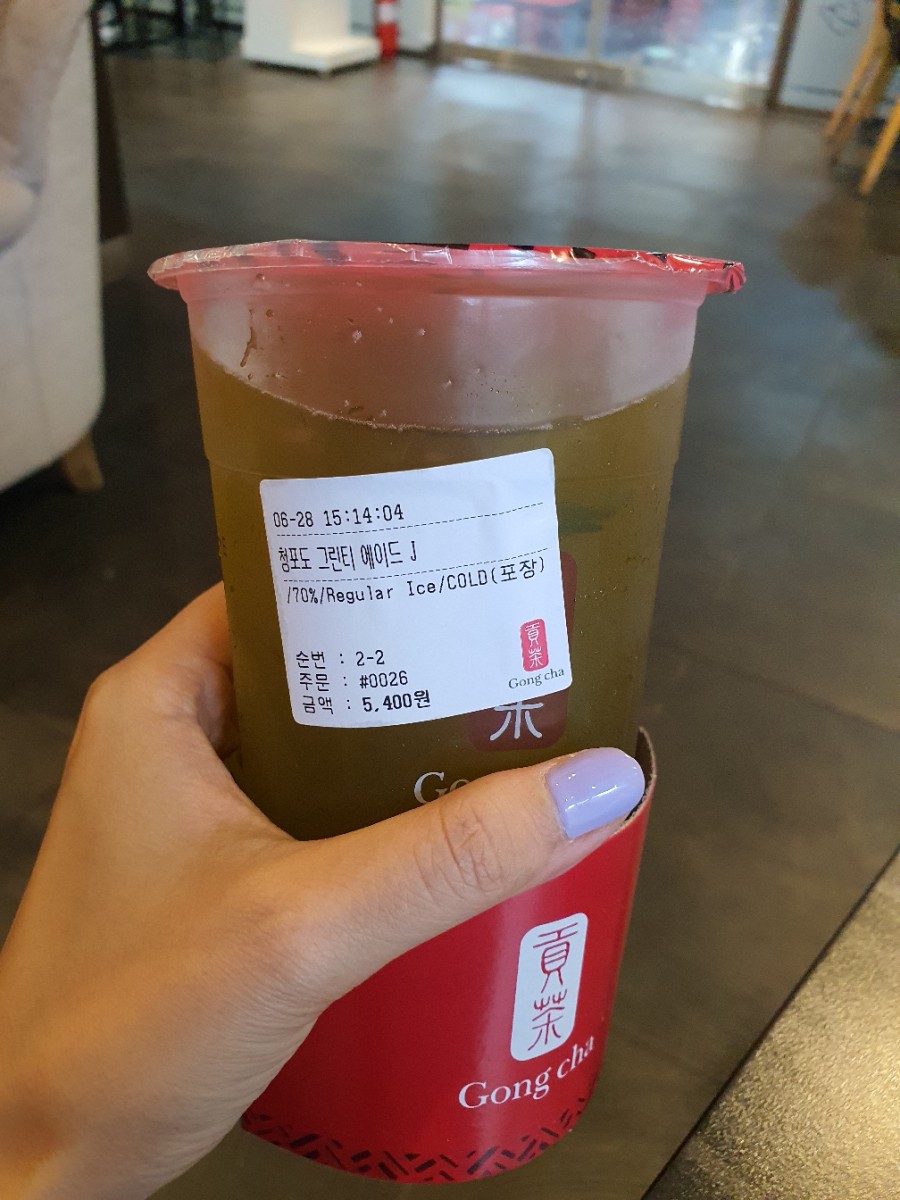 06-28 15:14:04
청포도 그린티 에이드 J
/70%/Regular Ice/COLD(포장)
순번 : 2-2
주문 : #0026
금액 : 5,400원
貢茶
Gong cha
茶
貢茶
Gong cha